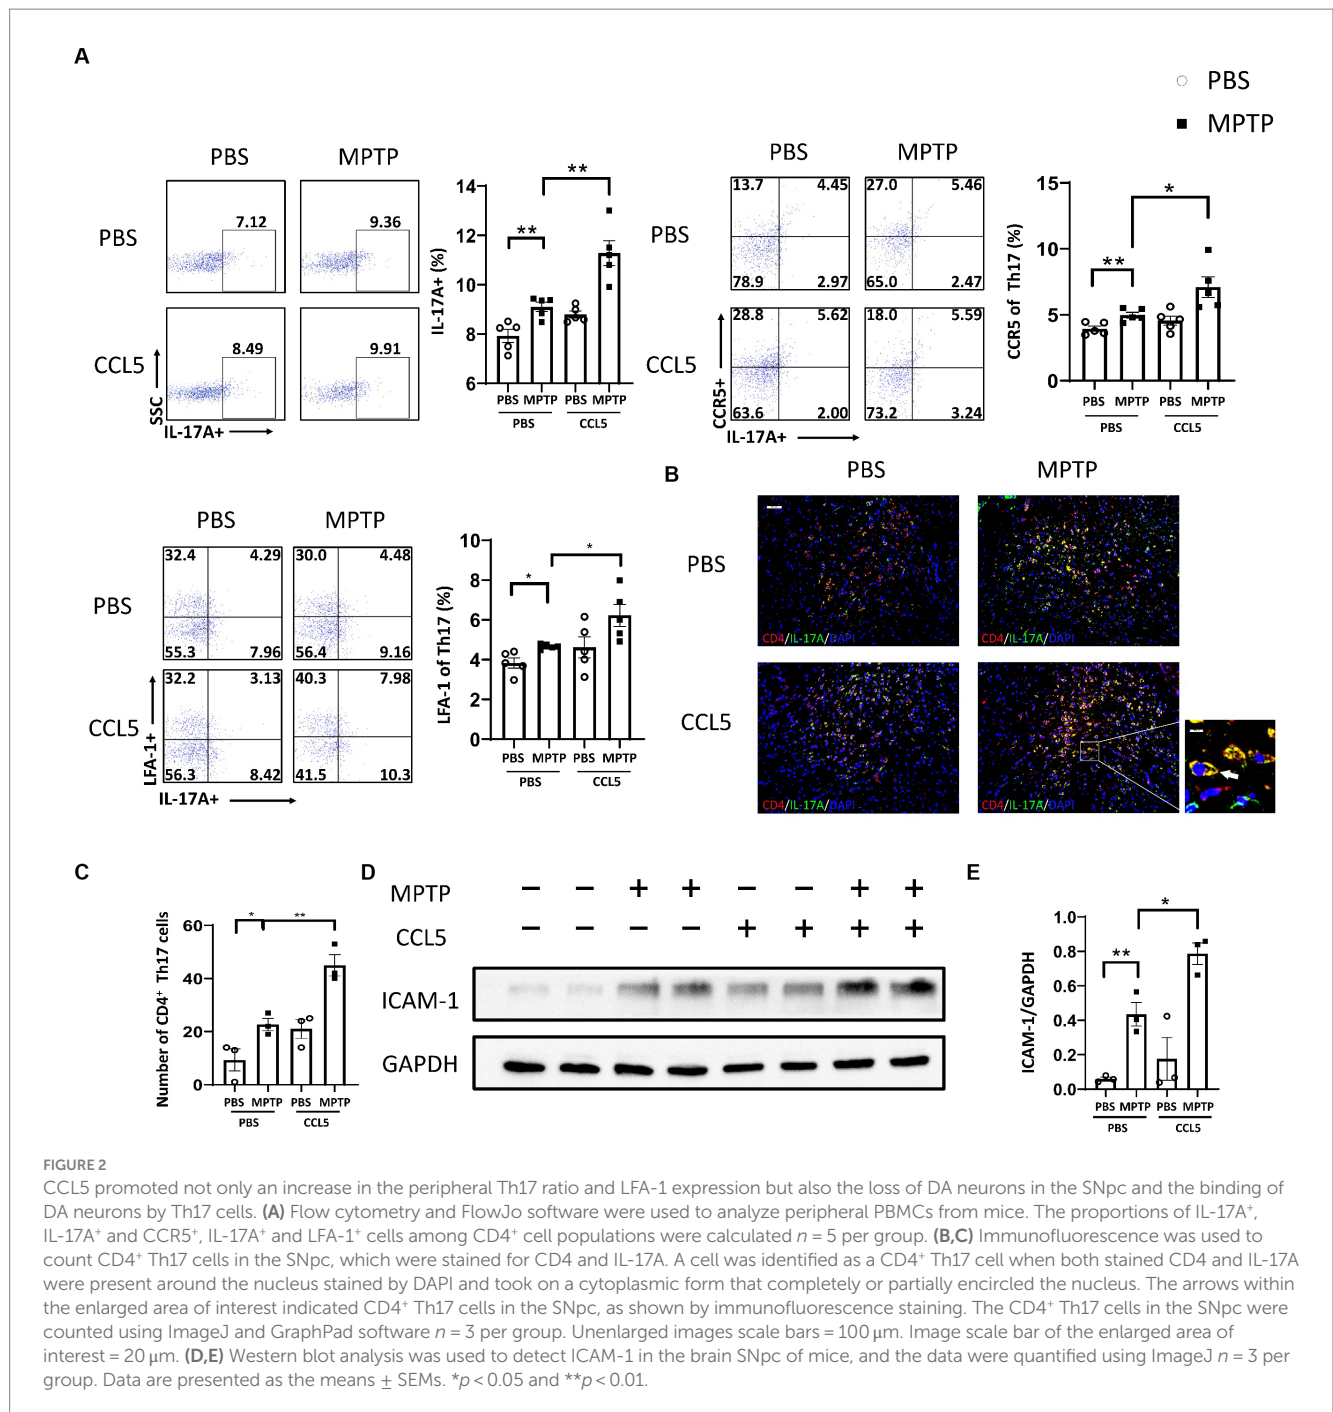 A
PBS
MPTP
PBS
MPTP
PBS
CCL5
7.12
9.36
8.49
9.91
SSC
IL-17A+
IL-17A+ (%)
14
12
10
8
6
**
**
PBS MPTP PBS MPTP
PBS
CCL5
PBS
MPTP
PBS
CCL5
13.7 4.45
78.9 2.97
27.0 5.46
65.0 2.47
28.8 5.62
63.6 2.00
18.0 5.59
73.2 3.24
CCR5+
IL-17A+
CCR5 of Th17 (%)
15
10
5
0
**
*
PBS MPTP PBS MPTP
PBS
CCL5
PBS
MPTP
PBS
CCL5
32.4 4.29
55.3 7.96
30.0 4.48
56.4 9.16
32.2 3.13
56.3 8.42
40.3 7.98
41.5 10.3
LFA-1+
IL-17A+
LFA-1 of Th17 (%)
10
8
6
4
2
0
*
*
PBS MPTP PBS MPTP
PBS
CCL5
B
PBS
MPTP
PBS
CCL5
CD4/IL-17A/DAPI
CD4/IL-17A/DAPI
CD4/IL-17A/DAPI
CD4/IL-17A/DAPI
C
Number of CD4⁺ Th17 cells
60
40
20
0
*
**
PBS MPTP PBS MPTP
PBS
CCL5
D
MPTP − − + + − − + +
CCL5 − − − − + + + +
ICAM-1
GAPDH
E
ICAM-1/GAPDH
1.0
0.8
0.6
0.4
0.2
0.0
**
*
PBS MPTP PBS MPTP
PBS
CCL5
FIGURE 2
CCL5 promoted not only an increase in the peripheral Th17 ratio and LFA-1 expression but also the loss of DA neurons in the SNpc and the binding of
DA neurons by Th17 cells. (A) Flow cytometry and FlowJo software were used to analyze peripheral PBMCs from mice. The proportions of IL-17A⁺,
IL-17A⁺ and CCR5⁺, IL-17A⁺ and LFA-1⁺ cells among CD4⁺ cell populations were calculated n = 5 per group. (B,C) Immunofluorescence was used to
count CD4⁺ Th17 cells in the SNpc, which were stained for CD4 and IL-17A. A cell was identified as a CD4⁺ Th17 cell when both stained CD4 and IL-17A
were present around the nucleus stained by DAPI and took on a cytoplasmic form that completely or partially encircled the nucleus. The arrows within
the enlarged area of interest indicated CD4⁺ Th17 cells in the SNpc, as shown by immunofluorescence staining. The CD4⁺ Th17 cells in the SNpc were
counted using ImageJ and GraphPad software n = 3 per group. Unenlarged images scale bars = 100 μm. Image scale bar of the enlarged area of
interest = 20 μm. (D,E) Western blot analysis was used to detect ICAM-1 in the brain SNpc of mice, and the data were quantified using ImageJ n = 3 per
group. Data are presented as the means ± SEMs. *p < 0.05 and **p < 0.01.